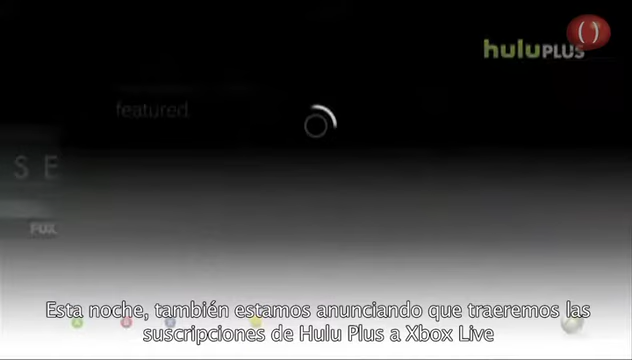 ( )
huluPLUS
featured
S E
FOX
Esta noche, también estamos anunciando que traeremos las
suscripciones de Hulu Plus a Xbox Live